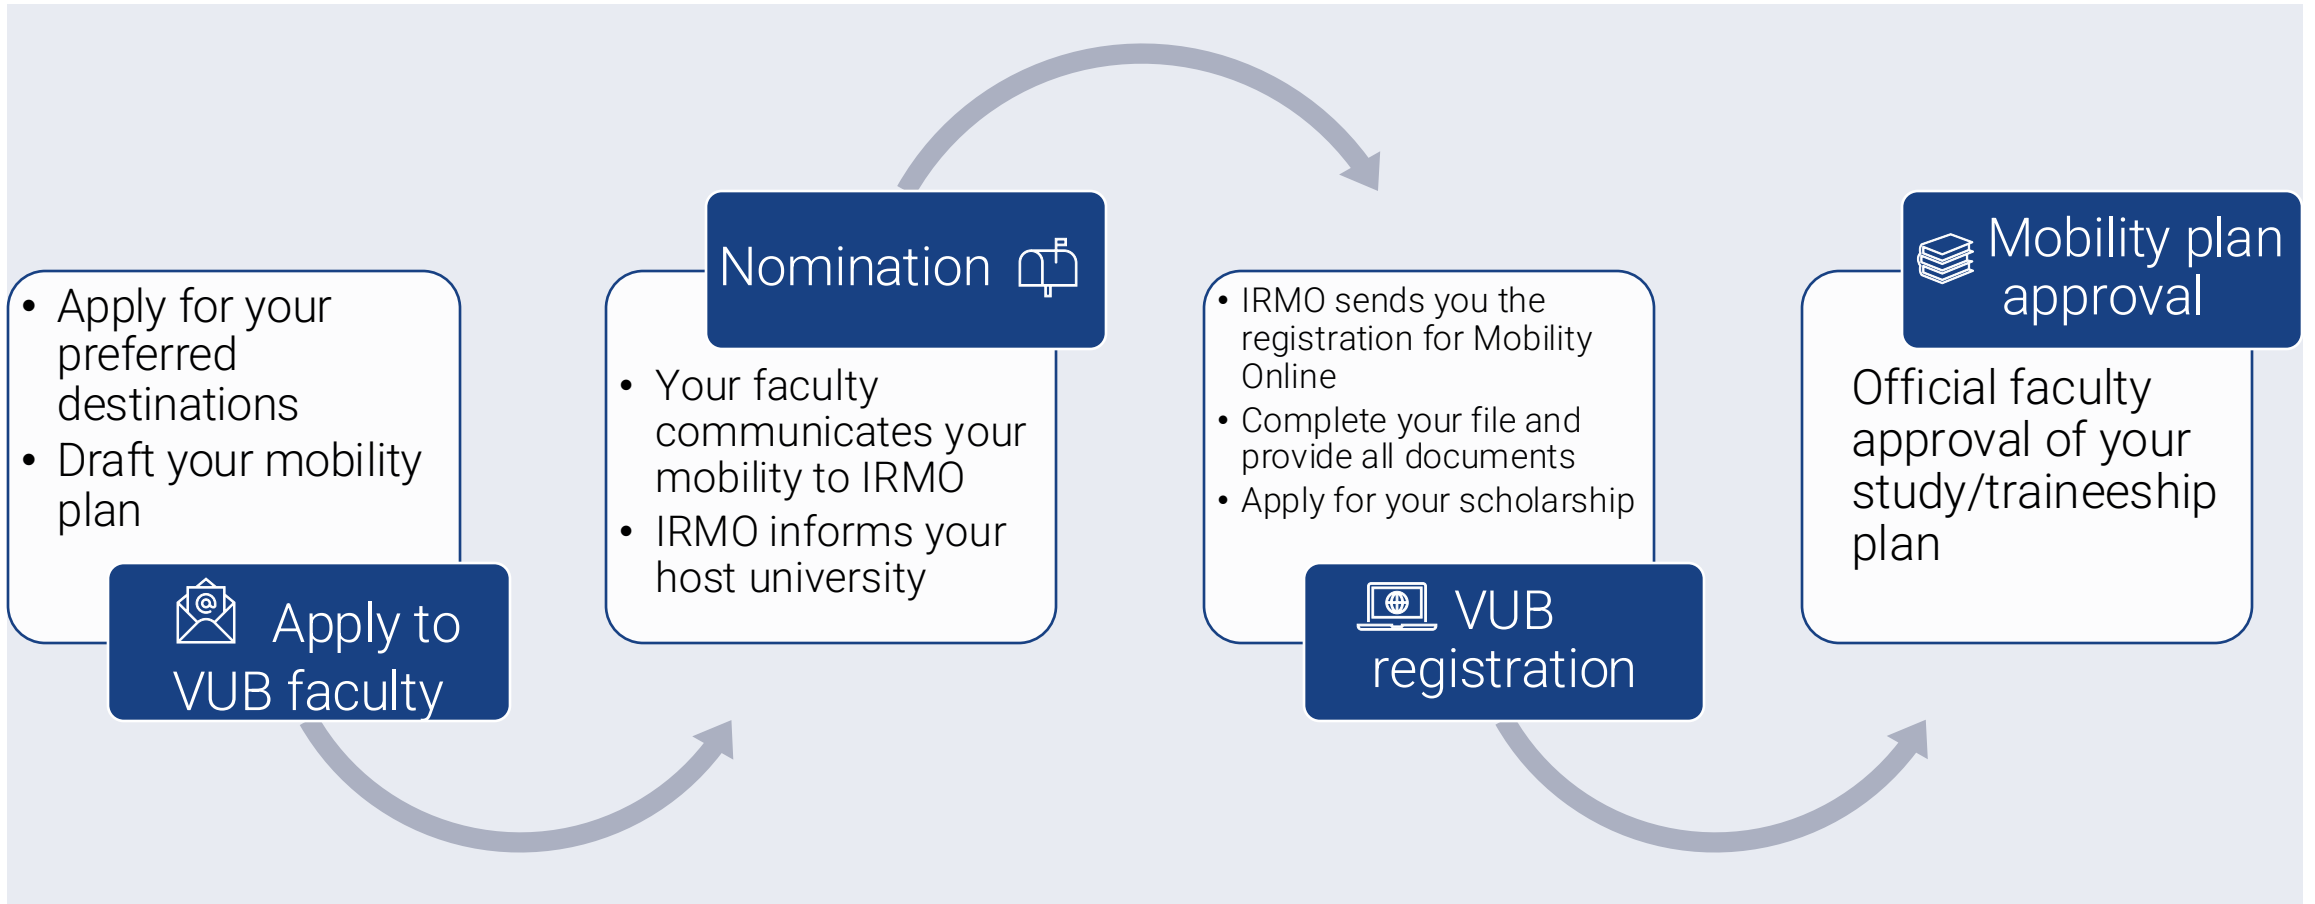 • Apply for your
preferred
destinations
• Draft your mobility
plan
Apply to
VUB faculty
Nomination
• Your faculty
communicates your
mobility to IRMO
• IRMO informs your
host university
• IRMO sends you the
registration for Mobility
Online
• Complete your file and
provide all documents
• Apply for your scholarship
VUB
registration
Mobility plan
approval
Official faculty
approval of your
study/traineeship
plan